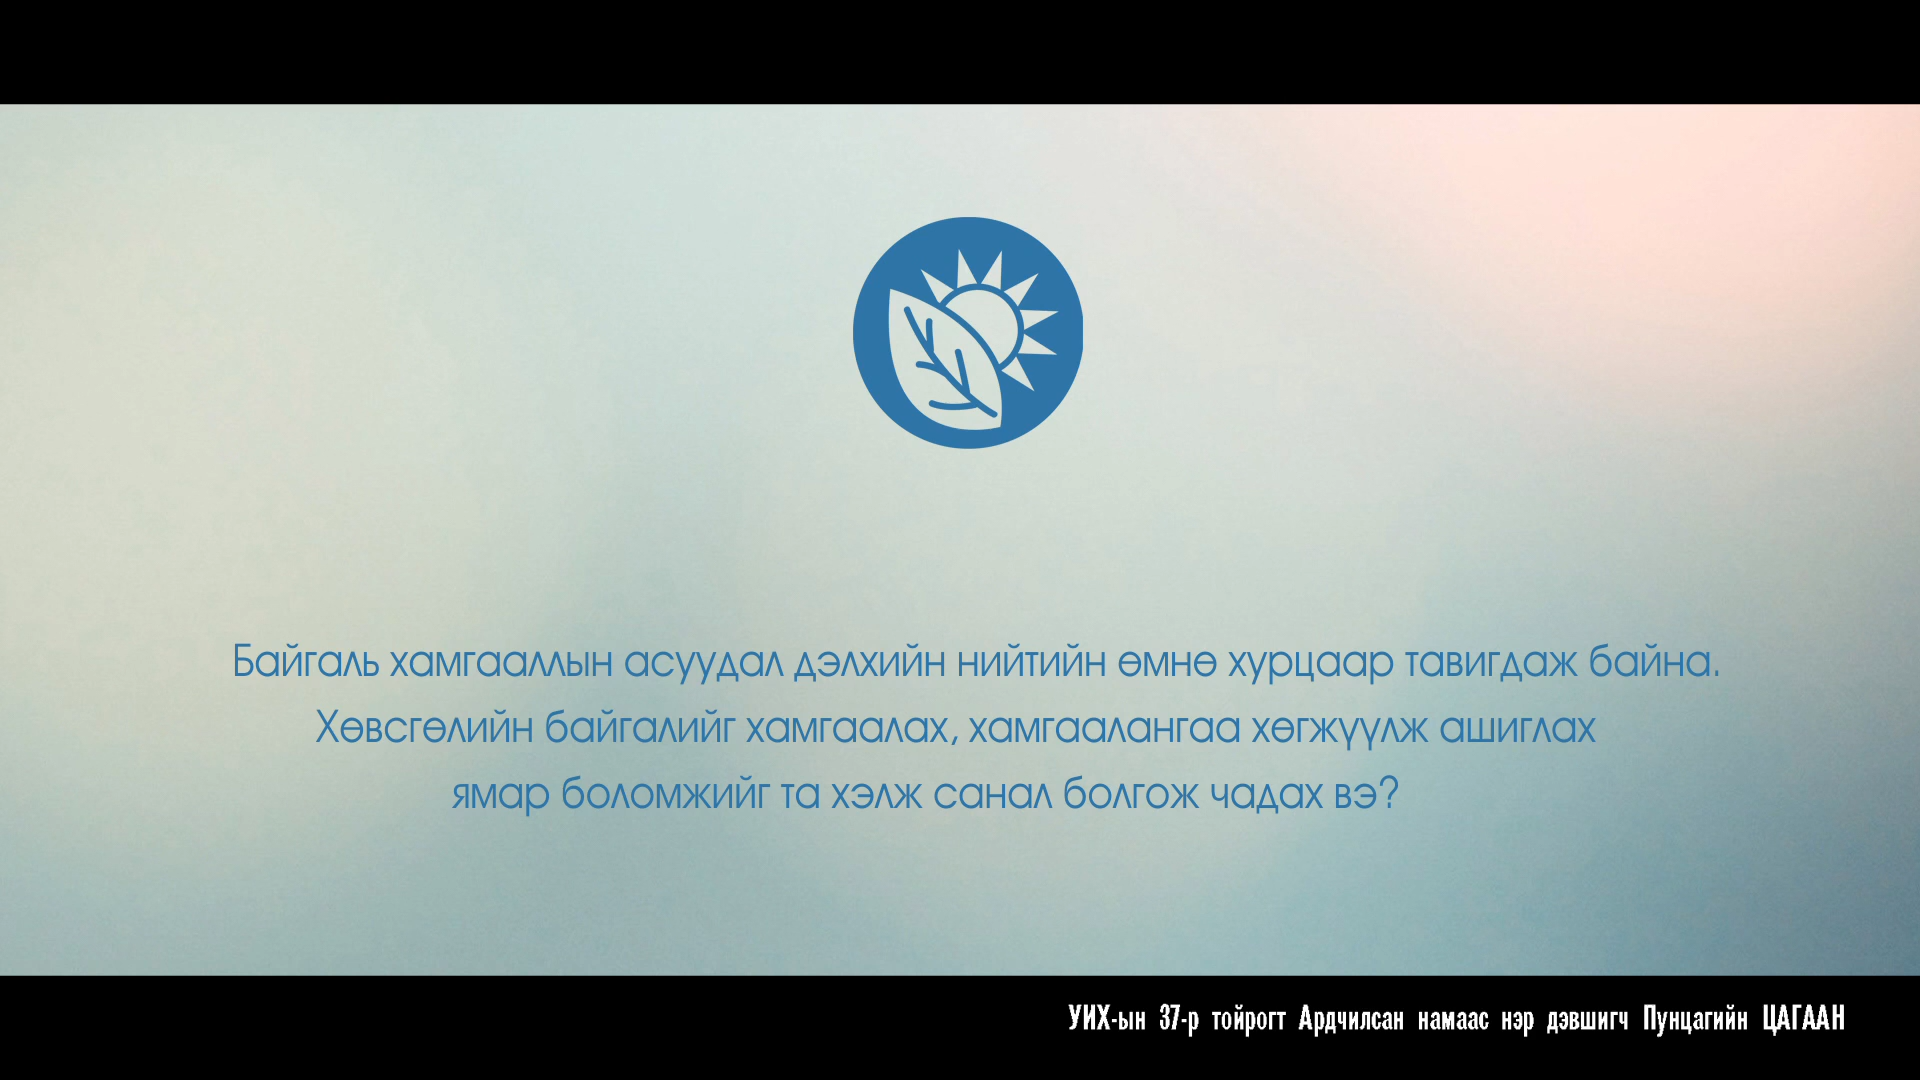 Байгаль хамгааллын асуудал дэлхийн нийтийн өмнө хурцаар тавигдаж байна.
Хөвсгөлийн байгалийг хамгаалах, хамгаалангаа хөгжүүлж ашиглах
ямар боломжийг та хэлж санал болгож чадах вэ?
УИХ-ын 37-р тойрогт Ардчилсан намаас нэр дэвшигч Пунцагийн ЦАГААН